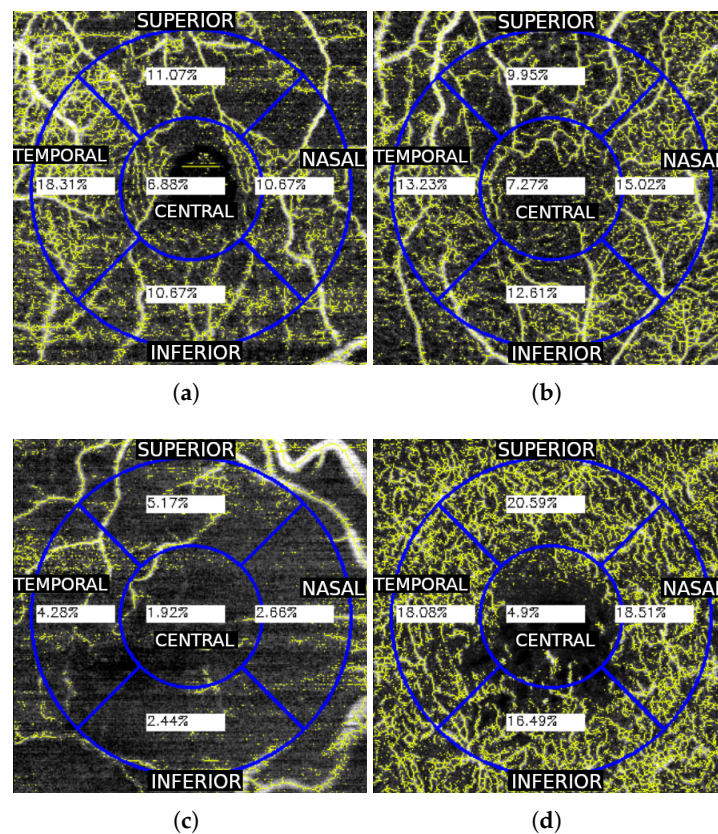 SUPERIOR
11.07%
TEMPORAL
NASAL
18.31%
6.88%
10.67%
CENTRAL
10.67%
INFERIOR
(a)
SUPERIOR
9.95%
TEMPORAL
NASAL
13.23%
7.27%
15.02%
CENTRAL
12.61%
INFERIOR
(b)
SUPERIOR
5.17%
TEMPORAL
NASAL
4.28%
1.92%
2.66%
CENTRAL
2.44%
INFERIOR
(c)
SUPERIOR
20.59%
TEMPORAL
NASAL
18.08%
4.9%
18.51%
CENTRAL
16.49%
INFERIOR
(d)